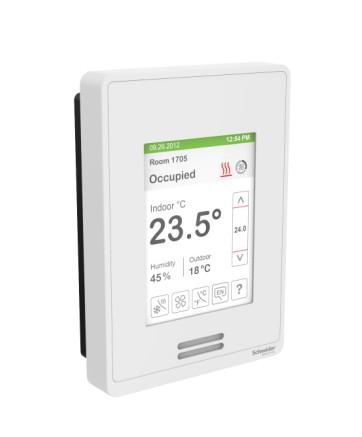 09.26.2012 12:54 PM
Room 1705
Occupied
Indoor °C
23.5°
24.0
Humidity Outdoor
45% 18 °C
°C
°F
EN
?
Schneider